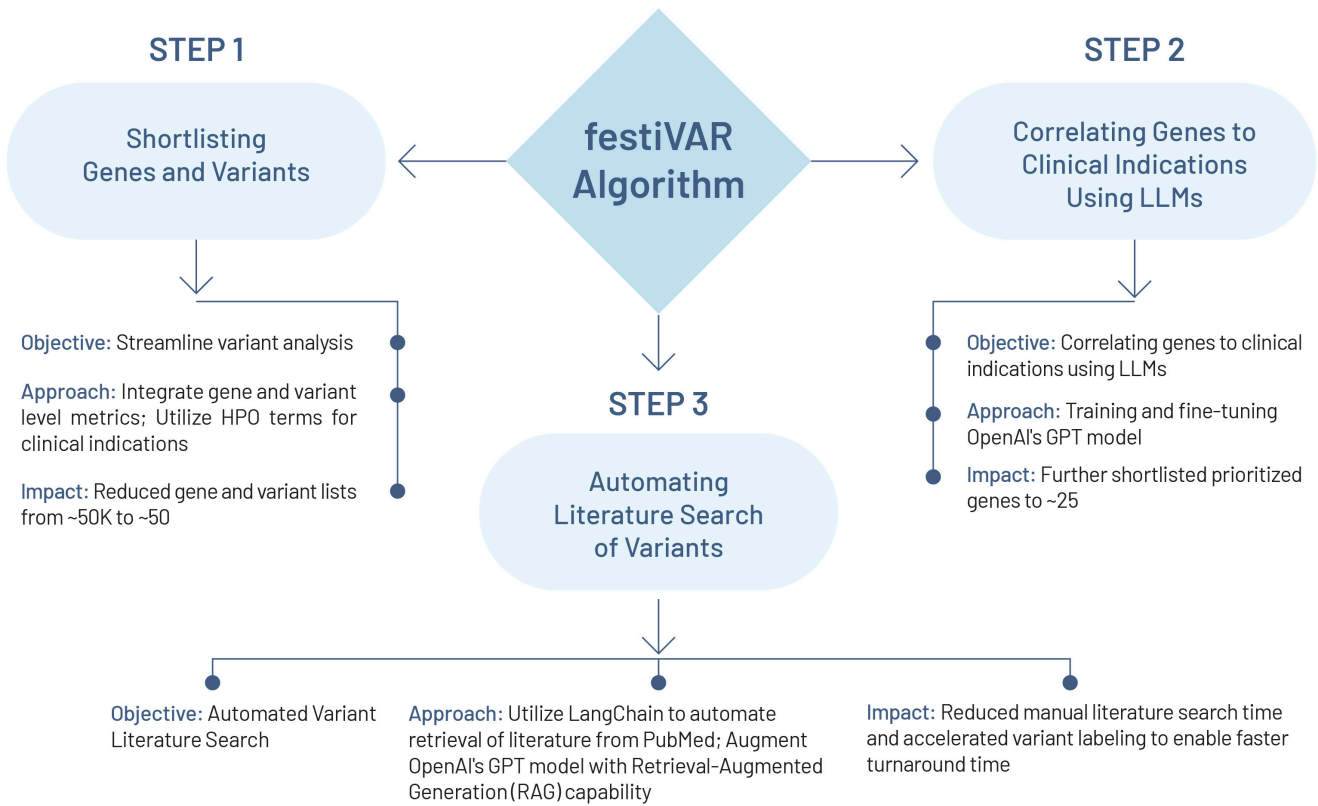 festiVAR
Algorithm
STEP 1
Shortlisting
Genes and Variants
Objective: Streamline variant analysis
Approach: Integrate gene and variant
level metrics; Utilize HPO terms for
clinical indications
Impact: Reduced gene and variant lists
from ~50K to ~50
STEP 2
Correlating Genes to
Clinical Indications
Using LLMs
Objective: Correlating genes to clinical
indications using LLMs
Approach: Training and fine-tuning
OpenAI's GPT model
Impact: Further shortlisted prioritized
genes to ~25
STEP 3
Automating
Literature Search
of Variants
Objective: Automated Variant
Literature Search
Approach: Utilize LangChain to automate
retrieval of literature from PubMed; Augment
OpenAI's GPT model with Retrieval-Augmented
Generation (RAG) capability
Impact: Reduced manual literature search time
and accelerated variant labeling to enable faster
turnaround time